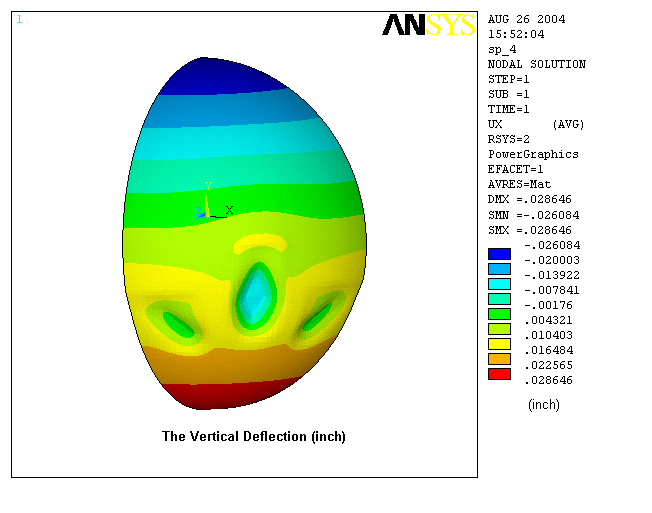 1
ANSYS
AUG 26 2004
15:52:04
sp_4
NODAL SOLUTION
STEP=1
SUB =1
TIME=1
UX (AVG)
RSYS=2
PowerGraphics
EFACET=1
AVRES=Mat
DMX =.028646
SMN =-.026084
SMX =.028646
-.026084
-.020003
-.013922
-.007841
-.00176
.004321
.010403
.016484
.022565
.028646
(inch)
Y
X
The Vertical Deflection (inch)